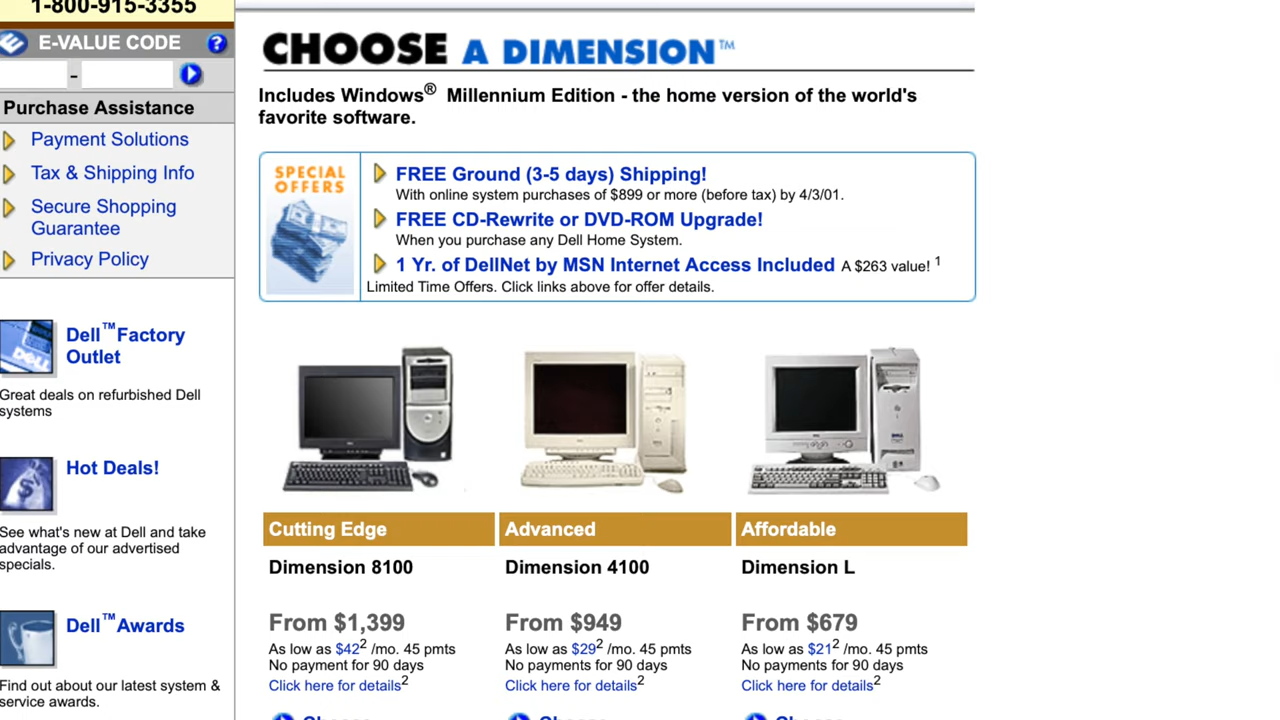 1-800-915-3355
E-VALUE CODE ?
-
Purchase Assistance
Payment Solutions
Tax & Shipping Info
Secure Shopping
Guarantee
Privacy Policy
Dell™Factory
Outlet
Great deals on refurbished Dell
systems
Hot Deals!
See what's new at Dell and take
advantage of our advertised
specials.
Dell™Awards
Find out about our latest system &
service awards.
CHOOSE A DIMENSION™
Includes Windows® Millennium Edition - the home version of the world's
favorite software.
SPECIAL
OFFERS
FREE Ground (3-5 days) Shipping!
With online system purchases of $899 or more (before tax) by 4/3/01.
FREE CD-Rewrite or DVD-ROM Upgrade!
When you purchase any Dell Home System.
1 Yr. of DellNet by MSN Internet Access Included A $263 value! 1
Limited Time Offers. Click links above for offer details.
Cutting Edge
Dimension 8100
From $1,399
As low as $42² /mo. 45 pmts
No payment for 90 days
Click here for details²
Choose
Advanced
Dimension 4100
From $949
As low as $29² /mo. 45 pmts
No payment for 90 days
Click here for details²
Choose
Affordable
Dimension L
From $679
As low as $21² /mo. 45 pmts
No payment for 90 days
Click here for details²
Choose